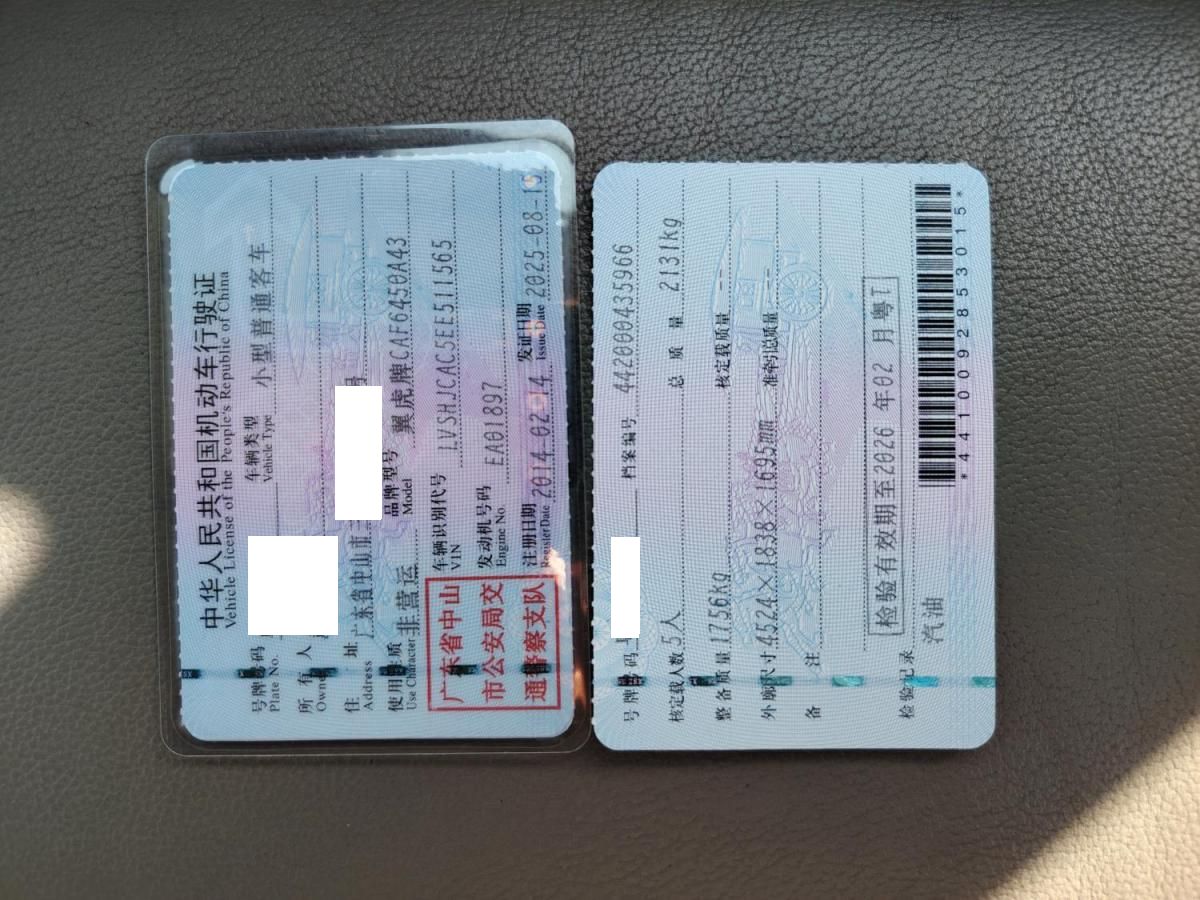 中华人民共和国机动车行驶证
Vehicle License of the People's Republic of China
号牌号码
Plate No.
车辆类型 小型普通客车
Vehicle Type
所有人
Owner
住址 广东省中山市 号
Address
使用性质 非营运
Use Character
品牌型号 翼虎牌CAF6450A43
Model
广东省中山
市公安局交
通警察支队
车辆识别代号 LVSHJCAC5EE511565
VIN
发动机号码 EA01897
Engine No.
注册日期 2014-02-14
Register Date
发证日期 2025-08-15
Issue Date
号牌号码
档案编号 442000435966
核定载人数 5人
总质量 2131kg
整备质量 1756kg
核定载质量
外廓尺寸 4524×1838×1695mm
准牵引总质量
备注
检验有效期至2026 年02 月粤T
检验记录
汽油
*4410092853015*